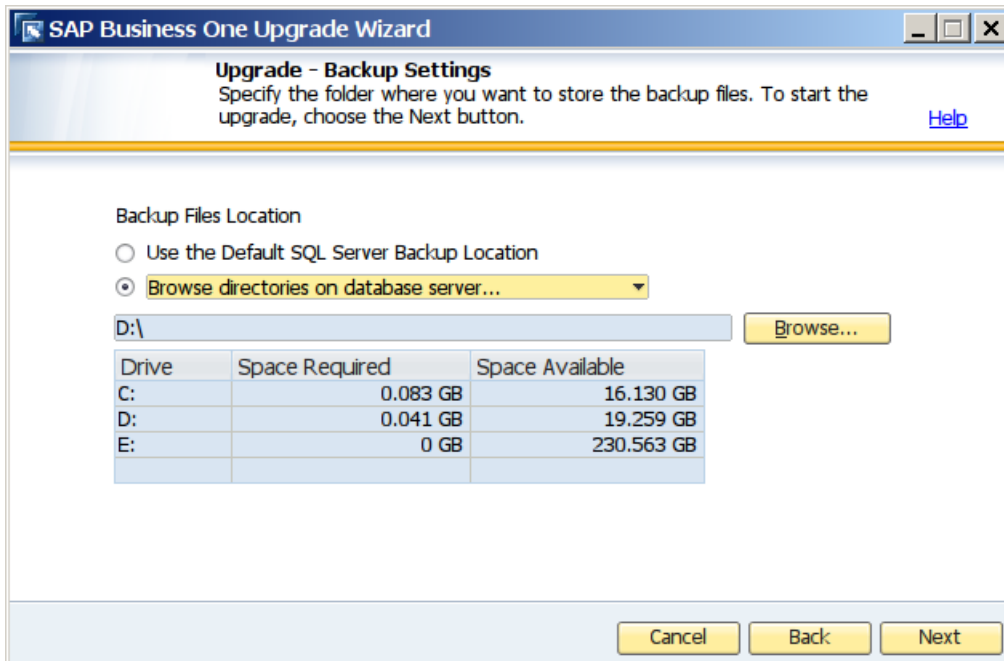 SAP Business One Upgrade Wizard
Upgrade - Backup Settings
Specify the folder where you want to store the backup files. To start the
upgrade, choose the Next button.
Help
Backup Files Location
Use the Default SQL Server Backup Location
Browse directories on database server...
D:\ Browse...
Drive Space Required Space Available
C: 0.083 GB 16.130 GB
D: 0.041 GB 19.259 GB
E: 0 GB 230.563 GB
Cancel Back Next